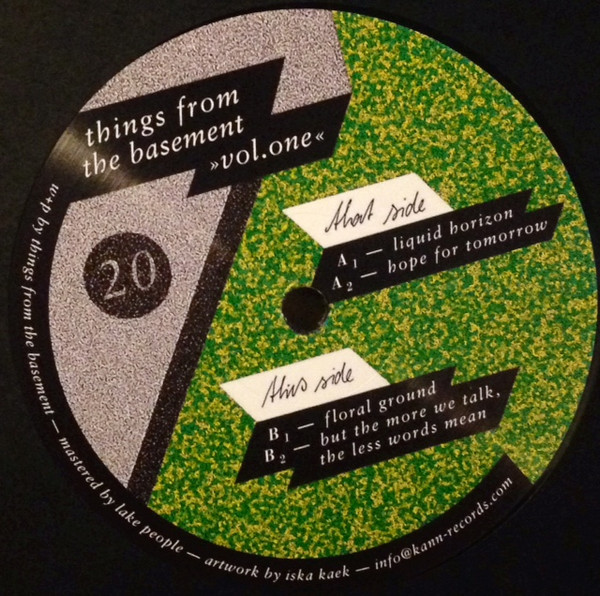 things from
the basement
»vol.one«
20
that side
A1 — liquid horizon
A2 — hope for tomorrow
this side
B1 — floral ground
B2 — but the more we talk,
the less words mean
w+p by things from the basement — mastered by lake people — artwork by iska kaek — info@kann-records.com